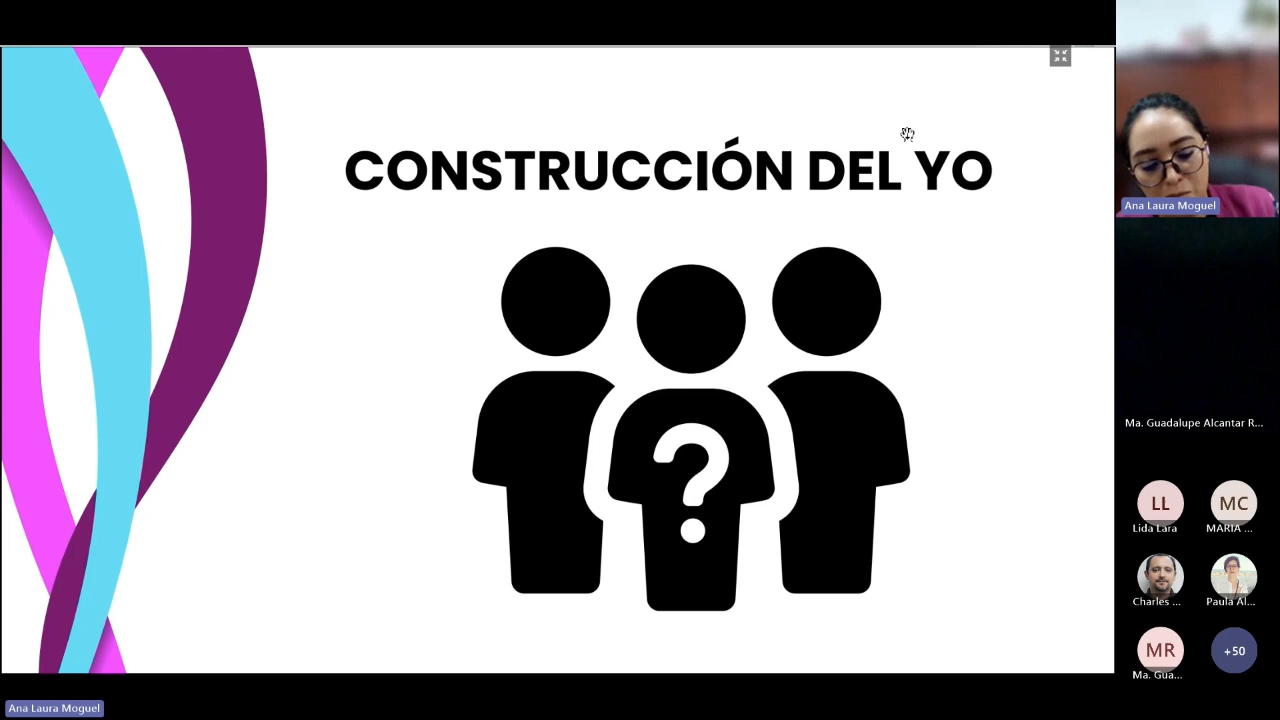 CONSTRUCCIÓN DEL YO
?
Ana Laura Moguel
Ma. Guadalupe Alcantar R...
LL
Lida Lara
MC
MARIA ...
Charles ...
Paula Al...
MR
Ma. Gua...
+50
Ana Laura Moguel